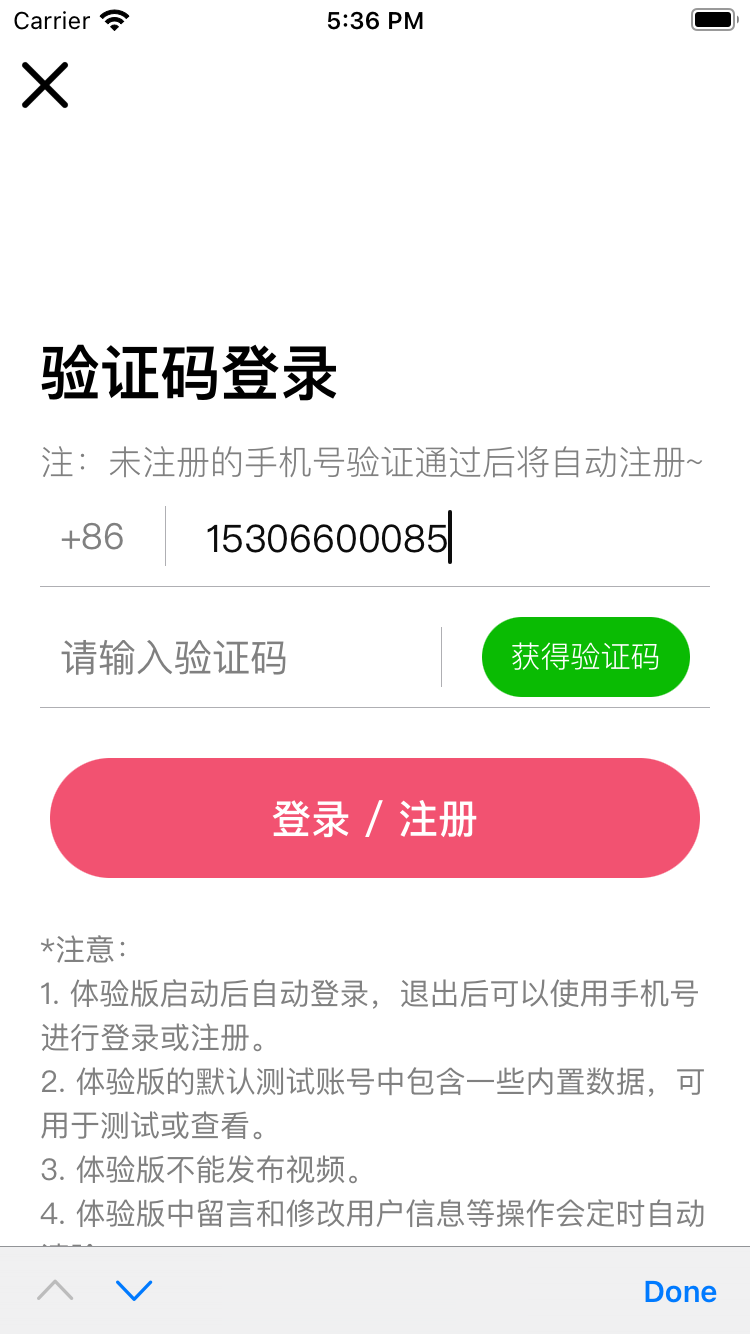 Carrier 5:36 PM
验证码登录
注：未注册的手机号验证通过后将自动注册~
+86 15306600085
请输入验证码 获得验证码
登录 / 注册
*注意：
1. 体验版启动后自动登录，退出后可以使用手机号
进行登录或注册。
2. 体验版的默认测试账号中包含一些内置数据，可
用于测试或查看。
3. 体验版不能发布视频。
4. 体验版中留言和修改用户信息等操作会定时自动
Done